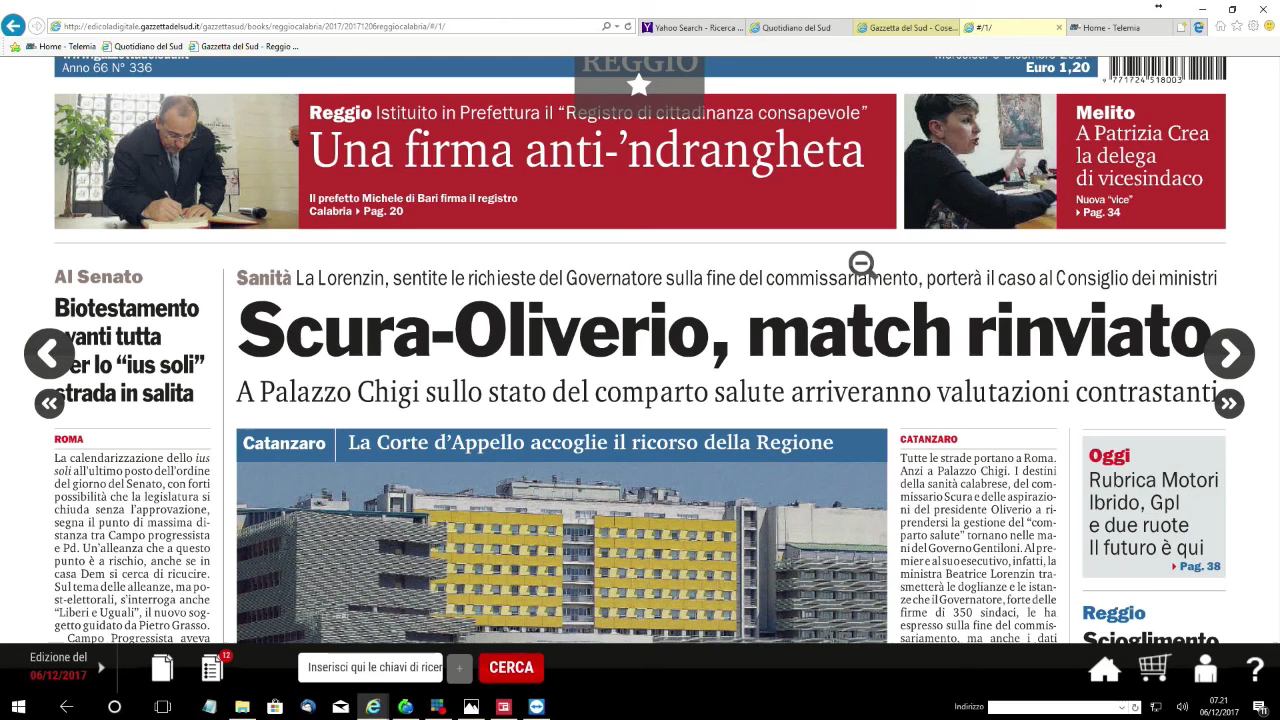 http://edicoladigitale.gazzettadelsud.it/gazzettasud/books/reggiocalabria/2017/20171206reggiocalabria/#/1/
Yahoo Search - Ricerca ...
Quotidiano del Sud
Gazzetta del Sud - Cose...
#/1/
Home - Telemia
Home - Telemia
Quotidiano del Sud
Gazzetta del Sud - Reggio ...
Anno 66 N° 336
REGGIO
Euro 1,20
9 771724 518003
Reggio Istituito in Prefettura il “Registro di cittadinanza consapevole”
Una firma anti-’ndrangheta
Il prefetto Michele di Bari firma il registro
Calabria Pag. 20
Melito
A Patrizia Crea
la delega
di vicesindaco
Nuova “vice”
Pag. 34
Al Senato
Biotestamento
avanti tutta
Per lo “ius soli”
strada in salita
Sanità La Lorenzin, sentite le richieste del Governatore sulla fine del commissariamento, porterà il caso al Consiglio dei ministri
Scura-Oliverio, match rinviato
A Palazzo Chigi sullo stato del comparto salute arriveranno valutazioni contrastanti
ROMA
La calendarizzazione dello ius
soli all’ultimo posto dell’ordine
del giorno del Senato, con forti
possibilità che la legislatura si
chiuda senza l’approvazione,
segna il punto di massima di-
stanza tra Campo progressista
e Pd. Un’alleanza che a questo
punto è a rischio, anche se in
casa Dem si cerca di ricucire.
Sul tema delle alleanze, ma po-
st-elettorali, s’interroga anche
“Liberi e Uguali”, il nuovo sog-
getto guidato da Pietro Grasso.
Campo Progressista aveva
Catanzaro La Corte d’Appello accoglie il ricorso della Regione
CATANZARO
Tutte le strade portano a Roma.
Anzi a Palazzo Chigi. I destini
della sanità calabrese, del com-
missario Scura e delle aspirazio-
ni del presidente Oliverio a ri-
prendersi la gestione del “com-
parto salute” tornano nelle ma-
ni del Governo Gentiloni. Al pre-
mier e al suo esecutivo, infatti, la
ministra Beatrice Lorenzin tra-
smetterà le doglianze e le istan-
ze che il Governatore, forte delle
firme di 350 sindaci, le ha
espresso sulla fine del commis-
sariamento, ma anche i dati
Oggi
Rubrica Motori
Ibrido, Gpl
e due ruote
Il futuro è qui
Pag. 38
Reggio
Scioglimento
Edizione del
06/12/2017
12
Inserisci qui le chiavi di ricer
+
CERCA
?
Indirizzo
07.21
06/12/2017
11